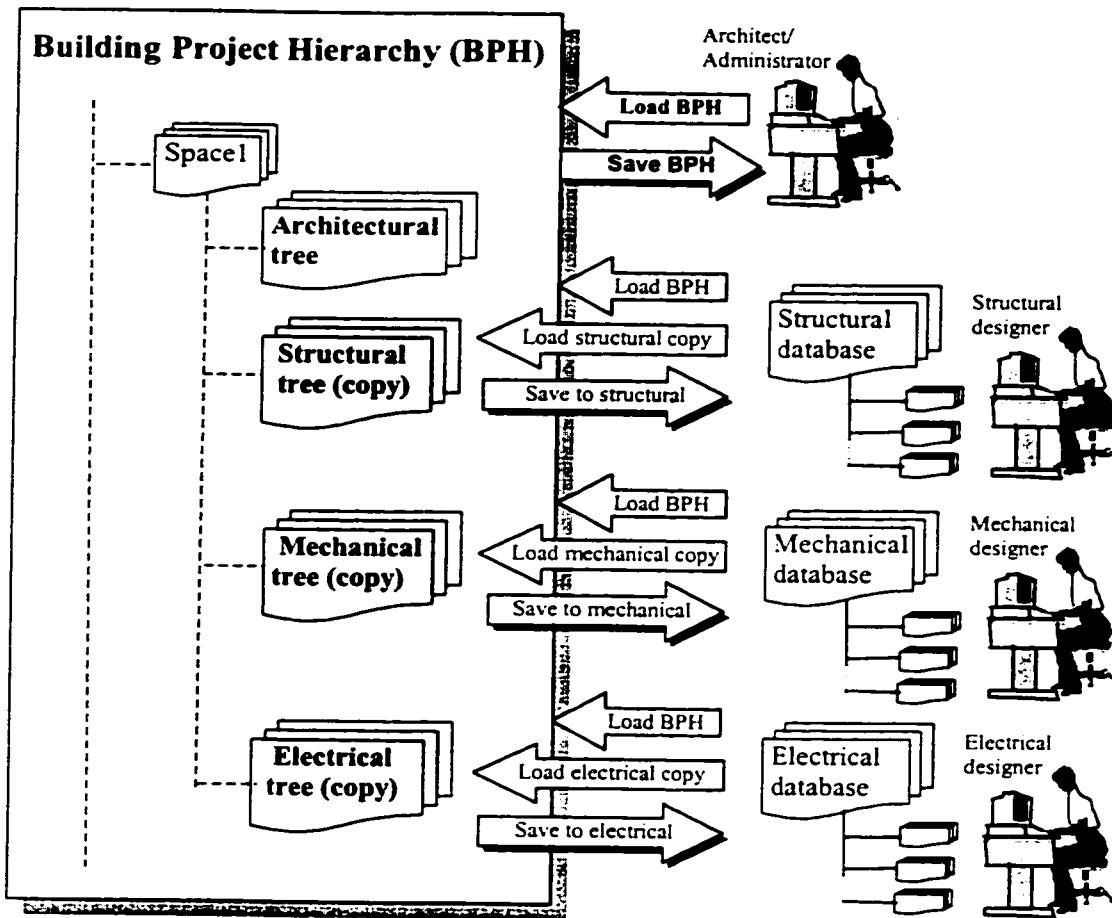 Building Project Hierarchy (BPH)
Architect/
Administrator
Load BPH
Save BPH
Space1
Architectural
tree
Load BPH
Load structural copy
Save to structural
Structural
tree (copy)
Structural
database
Structural
designer
Load BPH
Load mechanical copy
Save to mechanical
Mechanical
tree (copy)
Mechanical
database
Mechanical
designer
Load BPH
Load electrical copy
Save to electrical
Electrical
tree (copy)
Electrical
database
Electrical
designer